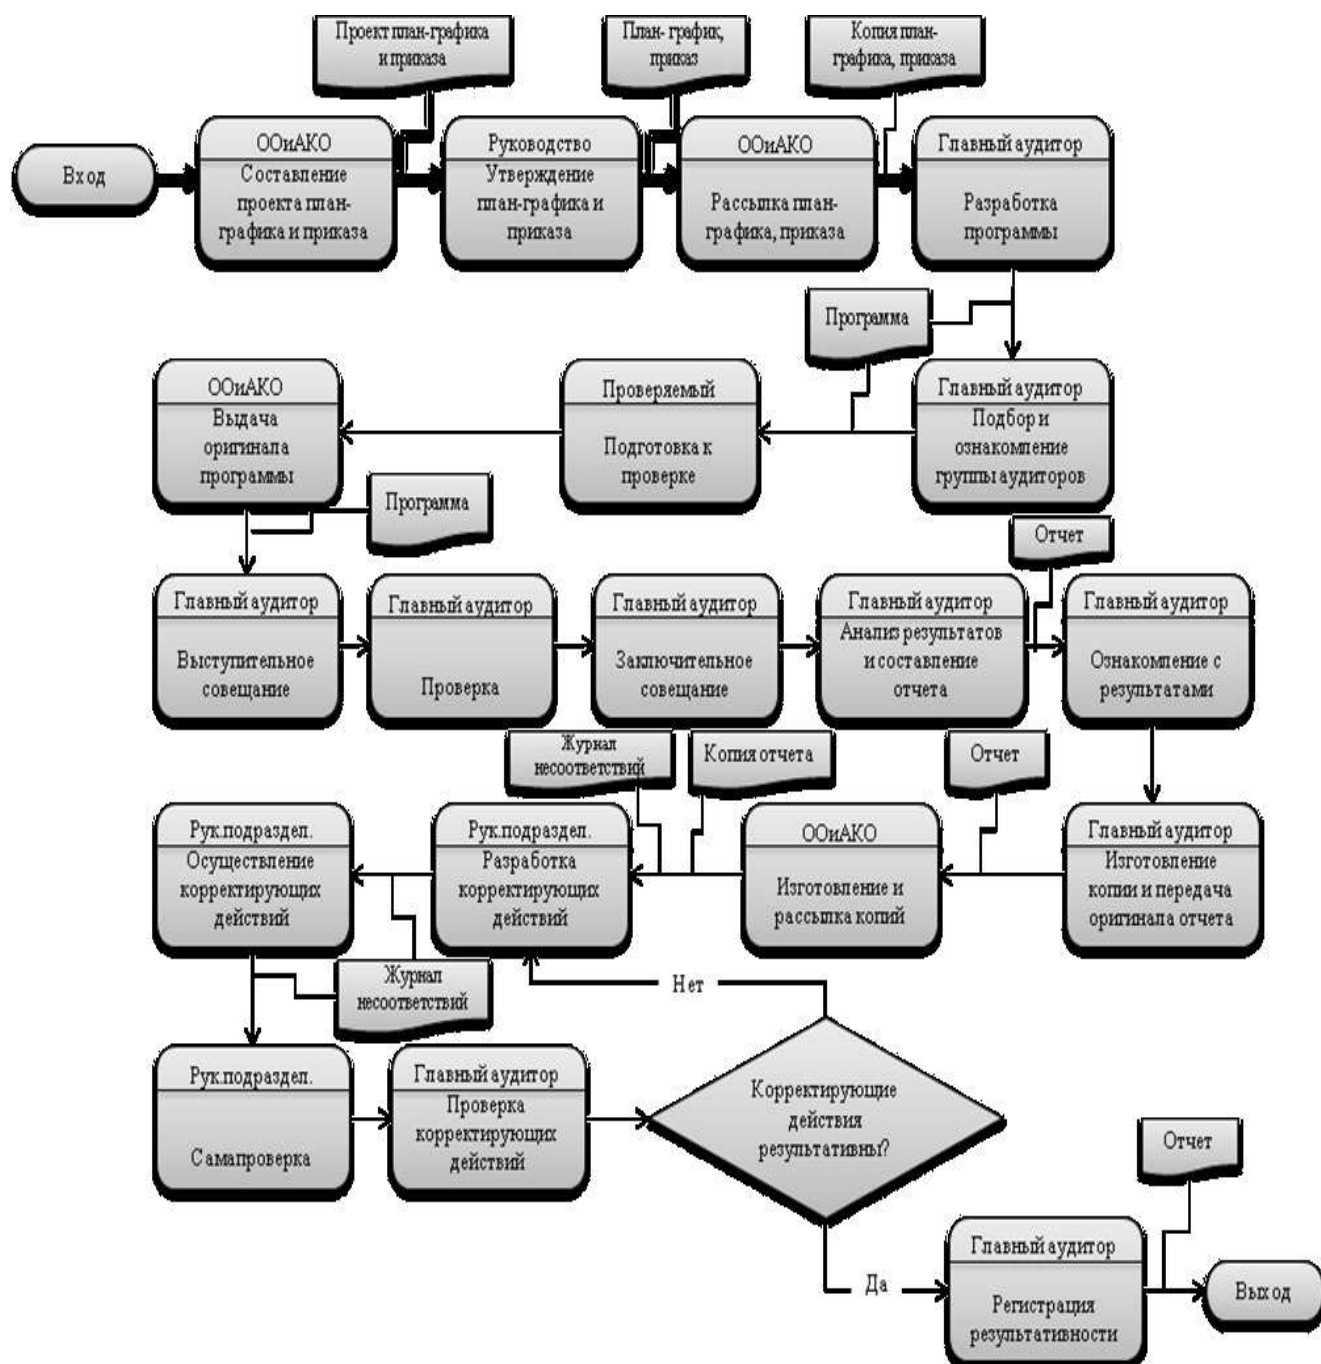 Проект план-графика
и приказа
План- график,
приказ
Копия план-
графика, приказа
Вход
ООиАКО
Составление
проекта план-
графика и приказа
Руководство
Утверждение
план-графика и
приказа
ООиАКО
Рассылка план-
графика, приказа
Главный аудитор
Разработка
программы
Программа
ООиАКО
Выдача
оригинала
программы
Проверяемый
Подготовка к
проверке
Главный аудитор
Подбор и
ознакомление
группы аудиторов
Программа
Отчет
Главный аудитор
Выступительное
совещание
Главный аудитор
Проверка
Главный аудитор
Заключительное
совещание
Главный аудитор
Анализ результатов
и составление
отчета
Главный аудитор
Ознакомление с
результатами
Журнал
несоответствий
Копия отчета
Отчет
Рук.подраздел.
Осуществление
корректирующих
действий
Рук.подраздел.
Разработка
корректирующих
действий
ООиАКО
Изготовление и
рассылка копий
Главный аудитор
Изготовление
копии и передача
оригинала отчета
Журнал
несоответствий
Нет
Рук.подраздел.
Самапроверка
Главный аудитор
Проверка
корректирующих
действий
Корректирующие
действия
результативны?
Отчет
Да
Главный аудитор
Регистрация
результативности
Выход